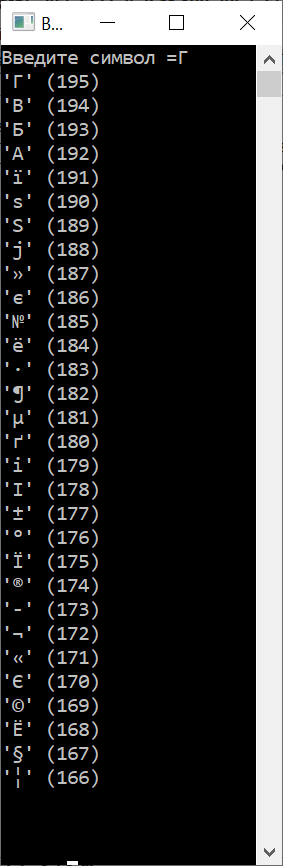 В...
Введите символ =Г
'Г' (195)
'В' (194)
'Б' (193)
'А' (192)
'ї' (191)
'ѕ' (190)
'Ѕ' (189)
'ј' (188)
'»' (187)
'є' (186)
'№' (185)
'ё' (184)
'·' (183)
'¶' (182)
'µ' (181)
'ґ' (180)
'і' (179)
'І' (178)
'±' (177)
'°' (176)
'Ї' (175)
'®' (174)
'-' (173)
'¬' (172)
'«' (171)
'Є' (170)
'©' (169)
'Ё' (168)
'§' (167)
'¦' (166)